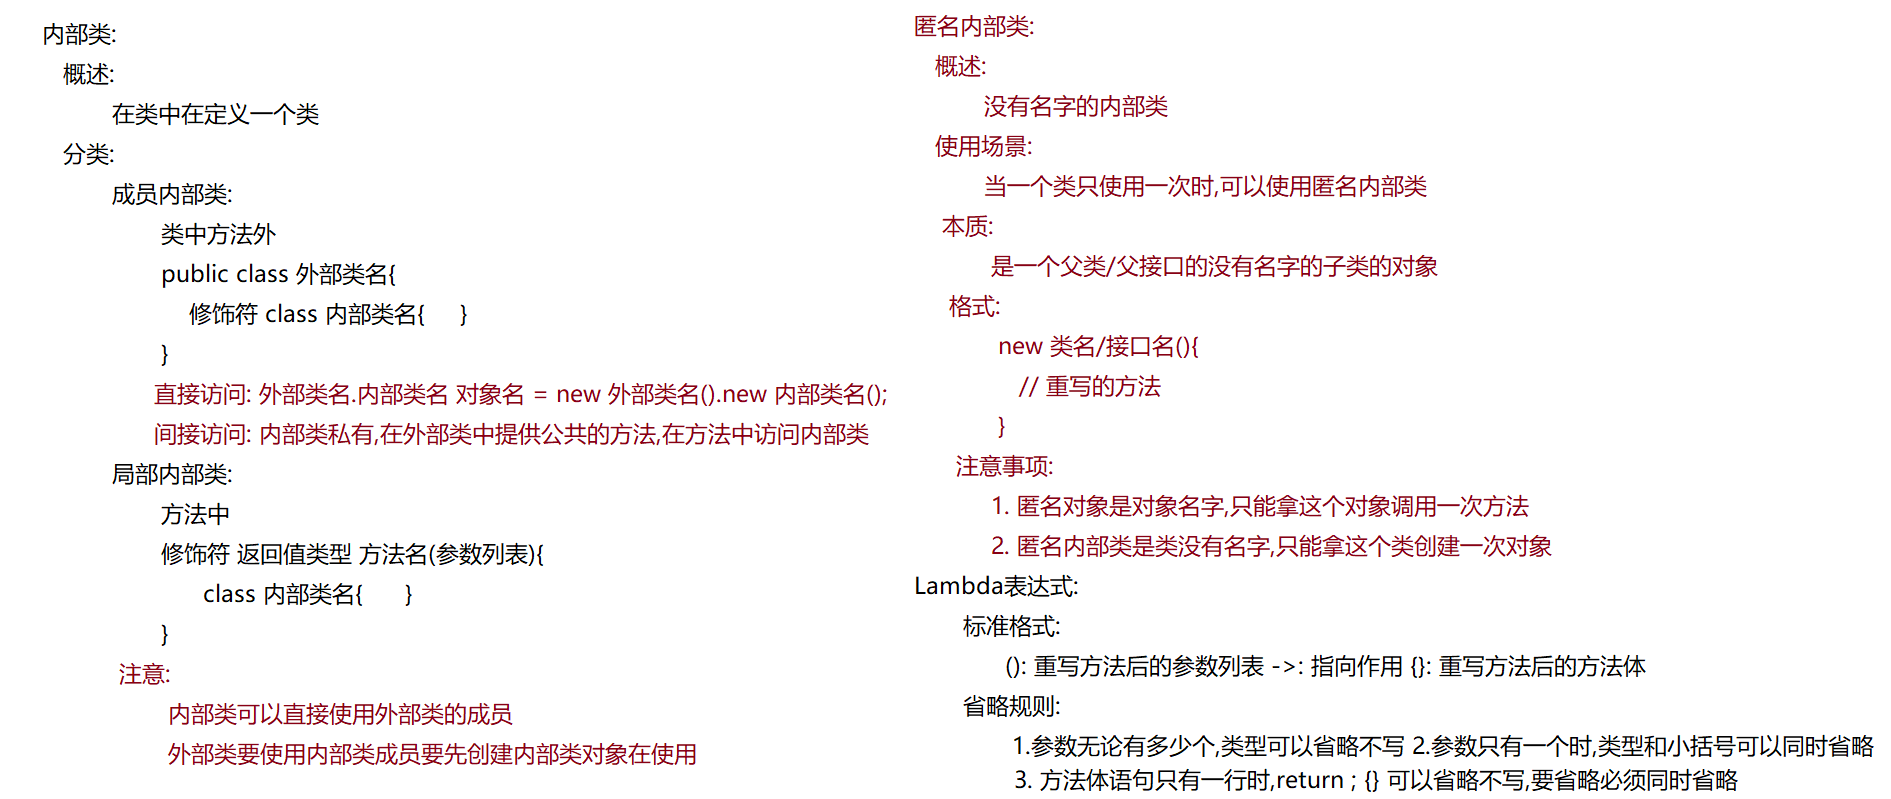 内部类:
概述:
在类中在定义一个类
分类:
成员内部类:
类中方法外
public class 外部类名{
修饰符 class 内部类名{ }
}
直接访问: 外部类名.内部类名 对象名 = new 外部类名().new 内部类名();
间接访问: 内部类私有,在外部类中提供公共的方法,在方法中访问内部类
局部内部类:
方法中
修饰符 返回值类型 方法名(参数列表){
class 内部类名{ }
}
注意:
内部类可以直接使用外部类的成员
外部类要使用内部类成员要先创建内部类对象在使用
匿名内部类:
概述:
没有名字的内部类
使用场景:
当一个类只使用一次时,可以使用匿名内部类
本质:
是一个父类/父接口的没有名字的子类的对象
格式:
new 类名/接口名(){
// 重写的方法
}
注意事项:
1. 匿名对象是对象名字,只能拿这个对象调用一次方法
2. 匿名内部类是类没有名字,只能拿这个类创建一次对象
Lambda表达式:
标准格式:
(): 重写方法后的参数列表 ->: 指向作用 {}: 重写方法后的方法体
省略规则:
1.参数无论有多少个,类型可以省略不写 2.参数只有一个时,类型和小括号可以同时省略
3. 方法体语句只有一行时,return ; {} 可以省略不写,要省略必须同时省略